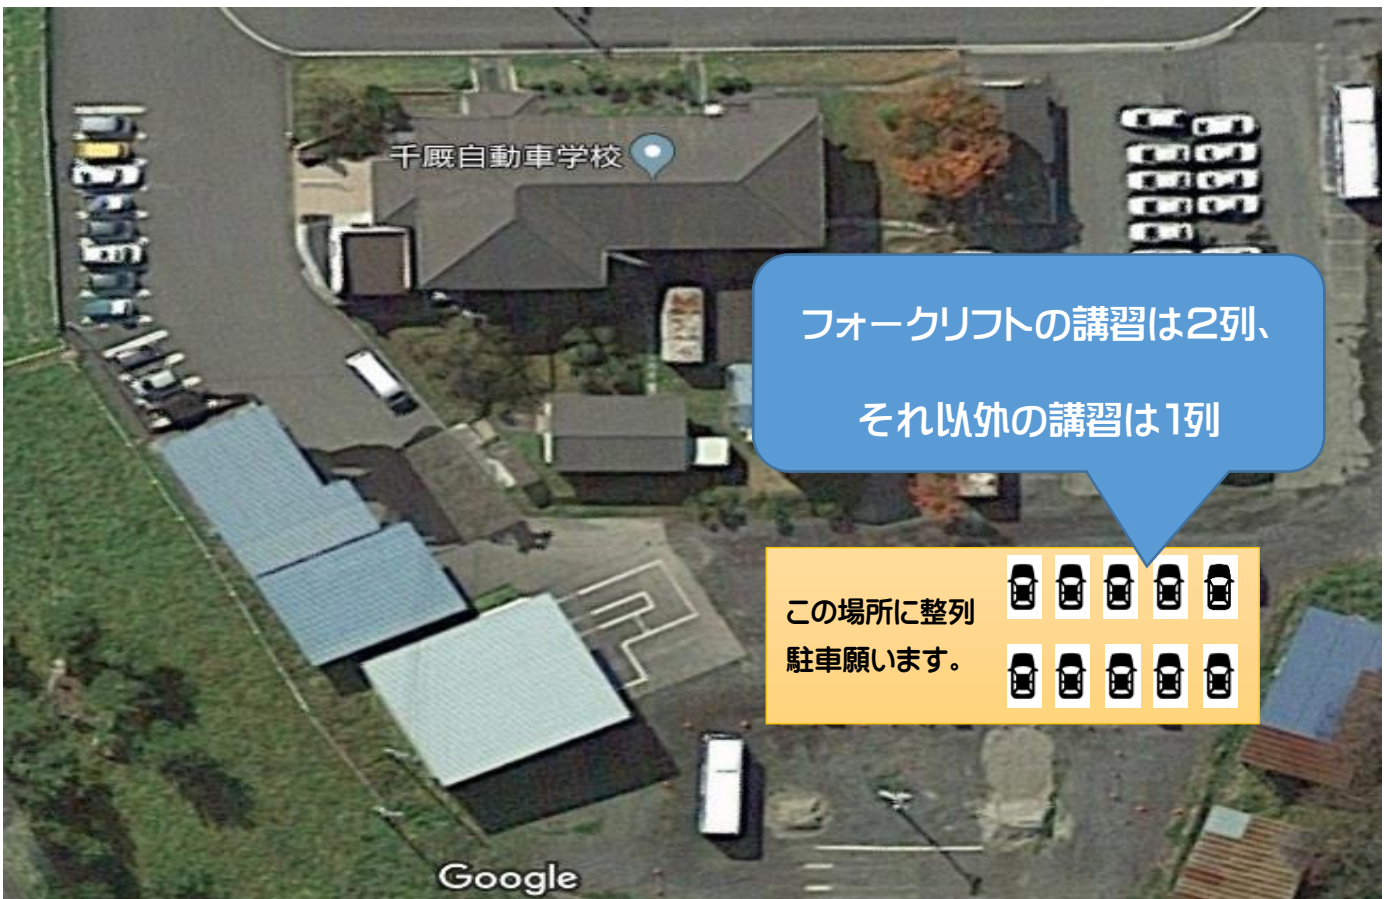 千厩自動車学校
フォークリフトの講習は2列、
それ以外の講習は1列
この場所に整列
駐車願います。
Google